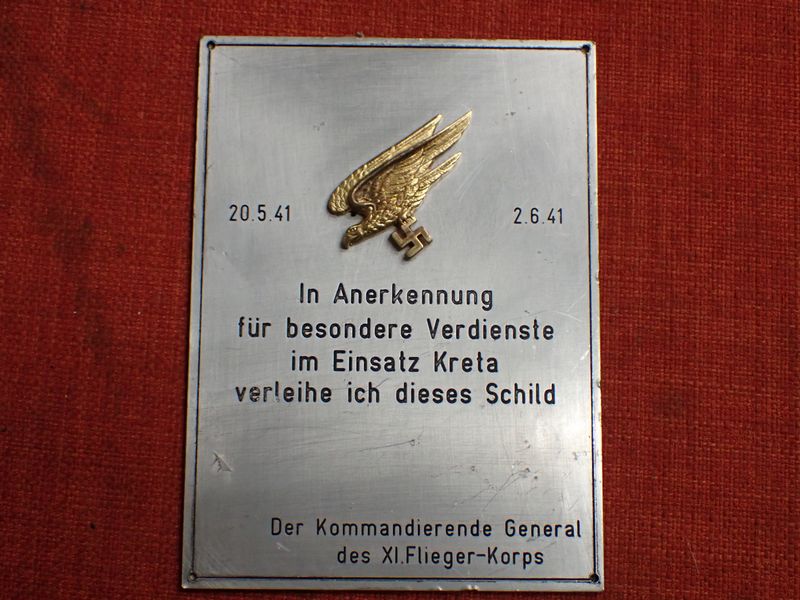 20.5.41 2.6.41
In Anerkennung
für besondere Verdienste
im Einsatz Kreta
verleihe ich dieses Schild
Der Kommandierende General
des XI.Flieger-Korps